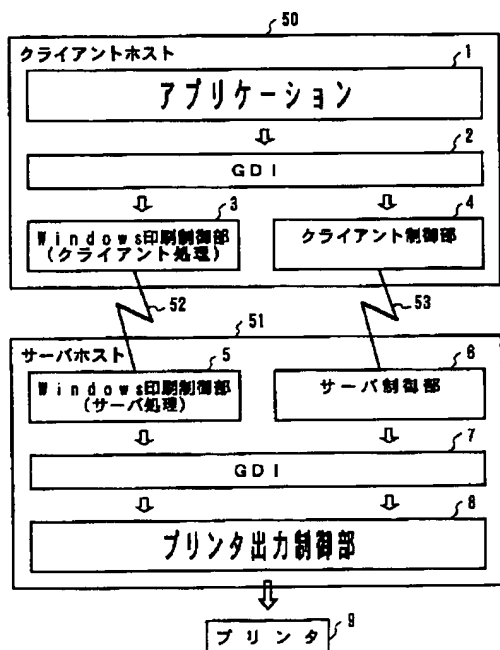 50
クライアントホスト
1
アプリケーション
2
GDI
3
4
Windows印刷制御部
(クライアント処理)
クライアント制御部
52
53
51
サーバホスト
5
6
Windows印刷制御部
(サーバ処理)
サーバ制御部
7
GDI
8
プリンタ出力制御部
9
プリンタ